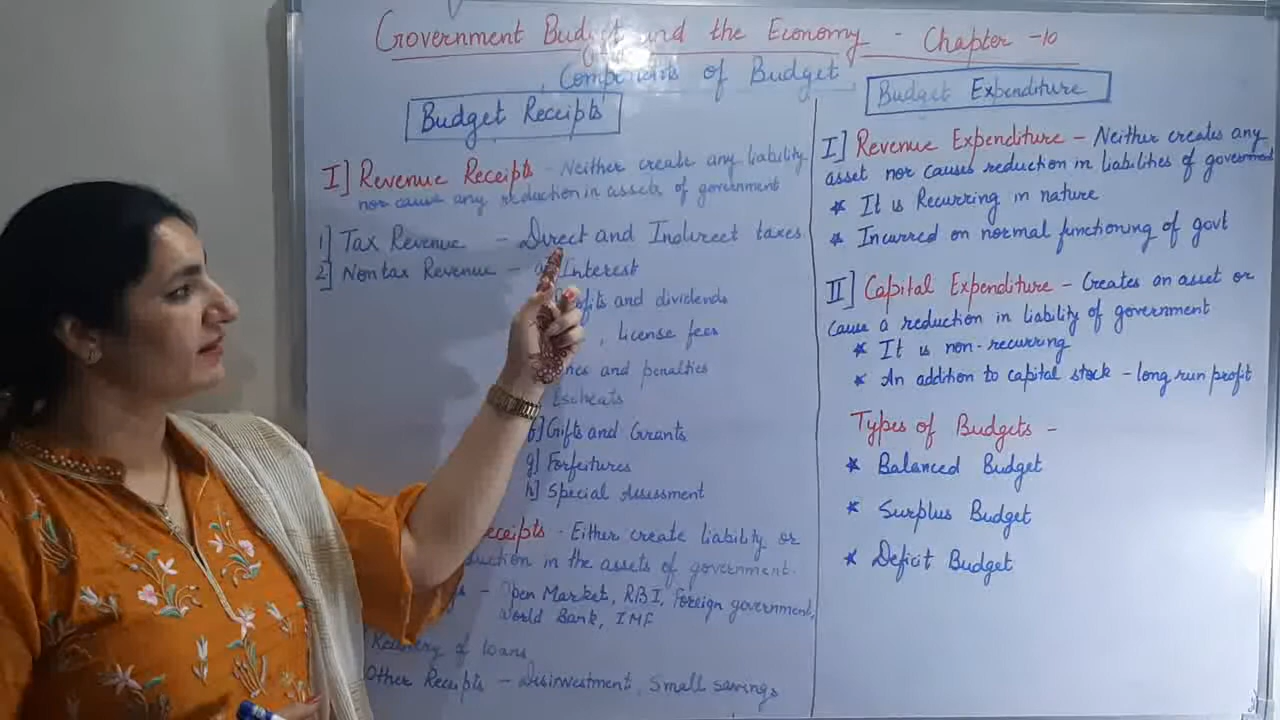 Government Budget and the Economy - Chapter -10
Components of Budget
Budget Receipts
I] Revenue Receipts - Neither create any liability
nor cause any reduction in assets of government
1] Tax Revenue - Direct and Indirect taxes
2] Non tax Revenue - a] Interest
Profits and dividends
, License fees
and penalties
Escheats
f] Gifts and Grants
g] Forfeitures
h] Special Assessment
Receipts - Either create liability or
in the assets of government.
- Open Market, RBI, Foreign government,
World Bank, IMF
Recovery of loans
Other Receipts - Disinvestment, Small savings
Budget Expenditure
I] Revenue Expenditure - Neither creates any
asset nor causes reduction in liabilities of government
* It is Recurring in nature
* Incurred on normal functioning of govt
II] Capital Expenditure - Creates an asset or
cause a reduction in liability of government
* It is non-recurring
* An addition to capital stock - long run profit
Types of Budgets -
* Balanced Budget
* Surplus Budget
* Deficit Budget